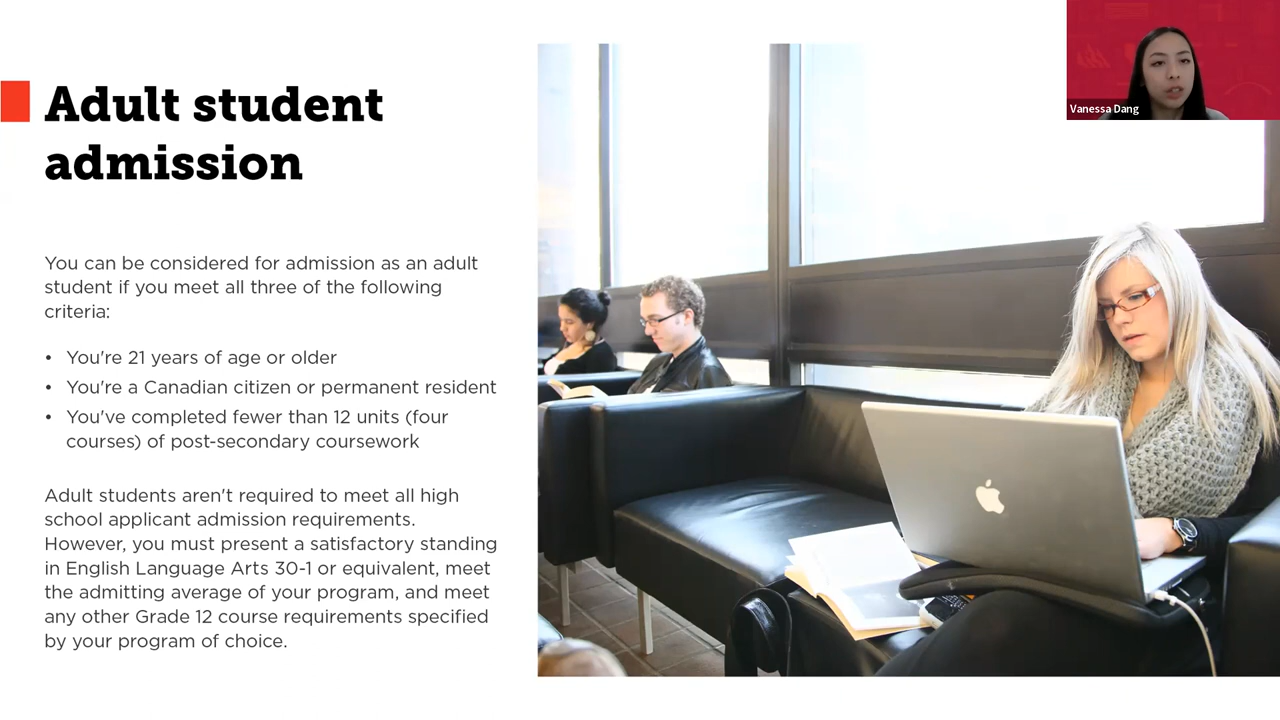 Adult student
admission
You can be considered for admission as an adult
student if you meet all three of the following
criteria:
• You're 21 years of age or older
• You're a Canadian citizen or permanent resident
• You've completed fewer than 12 units (four
courses) of post-secondary coursework
Adult students aren't required to meet all high
school applicant admission requirements.
However, you must present a satisfactory standing
in English Language Arts 30-1 or equivalent, meet
the admitting average of your program, and meet
any other Grade 12 course requirements specified
by your program of choice.
Vanessa Dang